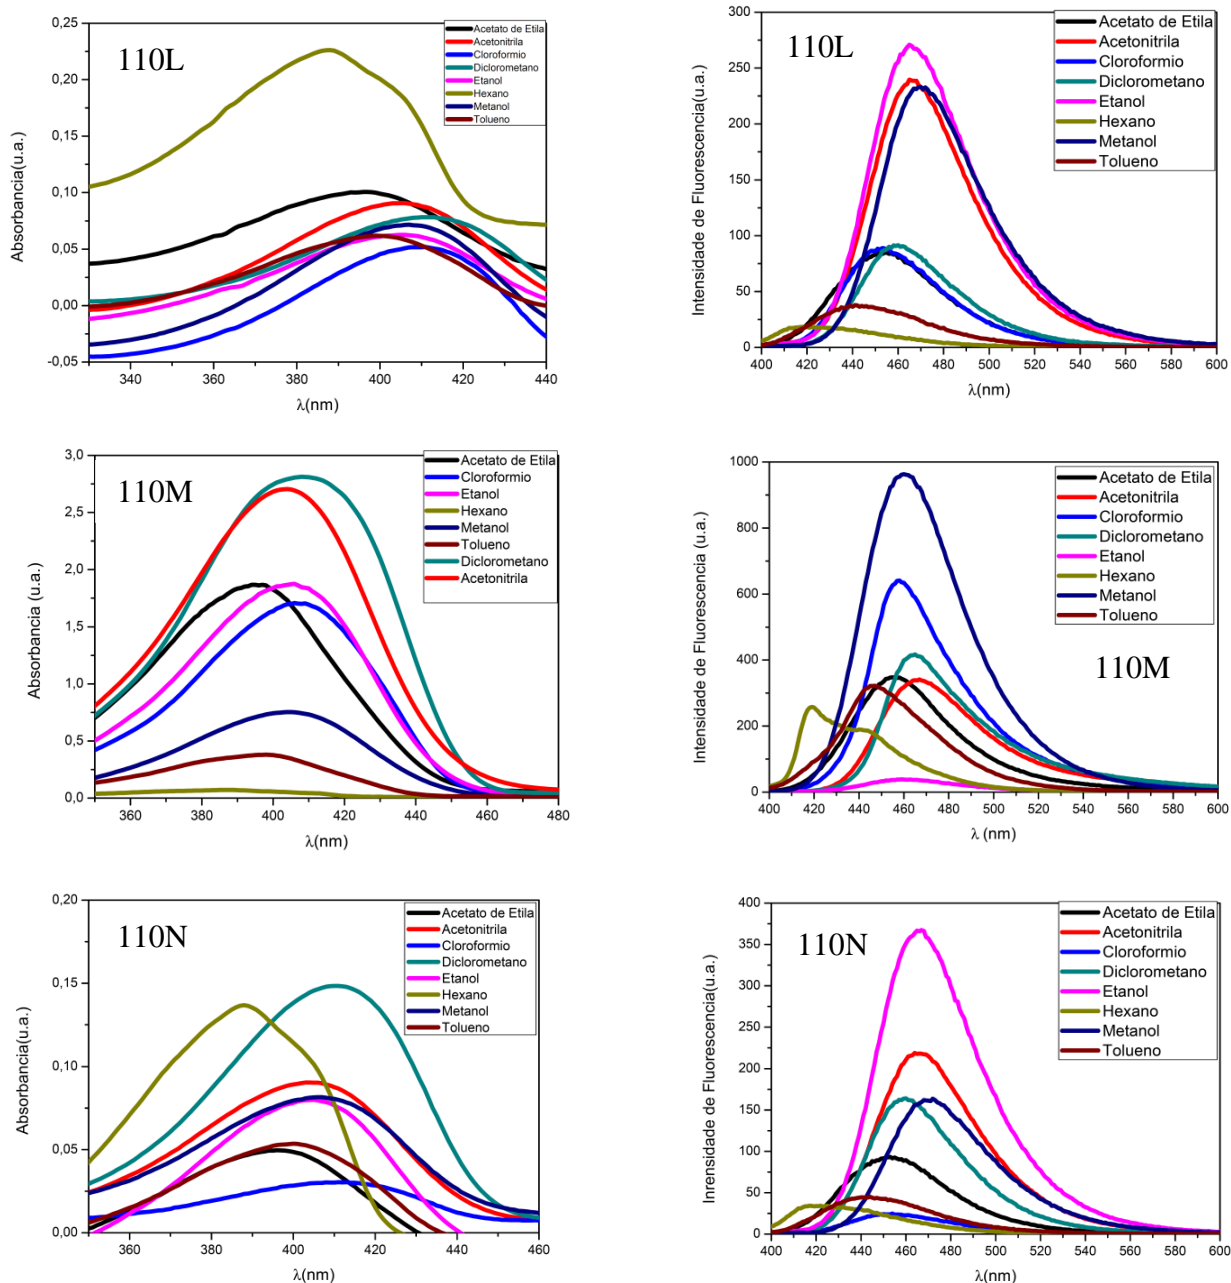 110L
Absorbancia(u.a.)
0,25
0,20
0,15
0,10
0,05
0,00
-0,05
340
360
380
400
420
440
λ(nm)
Acetato de Etila
Acetonitrila
Cloroformio
Diclorometano
Etanol
Hexano
Metanol
Tolueno
110L
Intensidade de Fluorescencia(u.a.)
300
250
200
150
100
50
0
400
420
440
460
480
500
520
540
560
580
600
λ(nm)
Acetato de Etila
Acetonitrila
Cloroformio
Diclorometano
Etanol
Hexano
Metanol
Tolueno
110M
Absorbancia (u.a.)
3,0
2,5
2,0
1,5
1,0
0,5
0,0
360
380
400
420
440
460
480
λ(nm)
Acetato de Etila
Cloroformio
Etanol
Hexano
Metanol
Tolueno
Diclorometano
Acetonitrila
110M
Intensidade de Fluorescencia (u.a.)
1000
800
600
400
200
0
400
420
440
460
480
500
520
540
560
580
600
λ (nm)
Acetato de Etila
Acetonitrila
Cloroformio
Diclorometano
Etanol
Hexano
Metanol
Tolueno
110N
Absorbancia(u.a.)
0,20
0,15
0,10
0,05
0,00
360
380
400
420
440
460
λ(nm)
Acetato de Etila
Acetonitrila
Cloroformio
Diclorometano
Etanol
Hexano
Metanol
Tolueno
110N
Inrensidade de Fluorescencia(u.a.)
400
350
300
250
200
150
100
50
0
400
420
440
460
480
500
520
540
560
580
600
λ(nm)
Acetato de Etila
Acetonitrila
Cloroformio
Diclorometano
Etanol
Hexano
Metanol
Tolueno